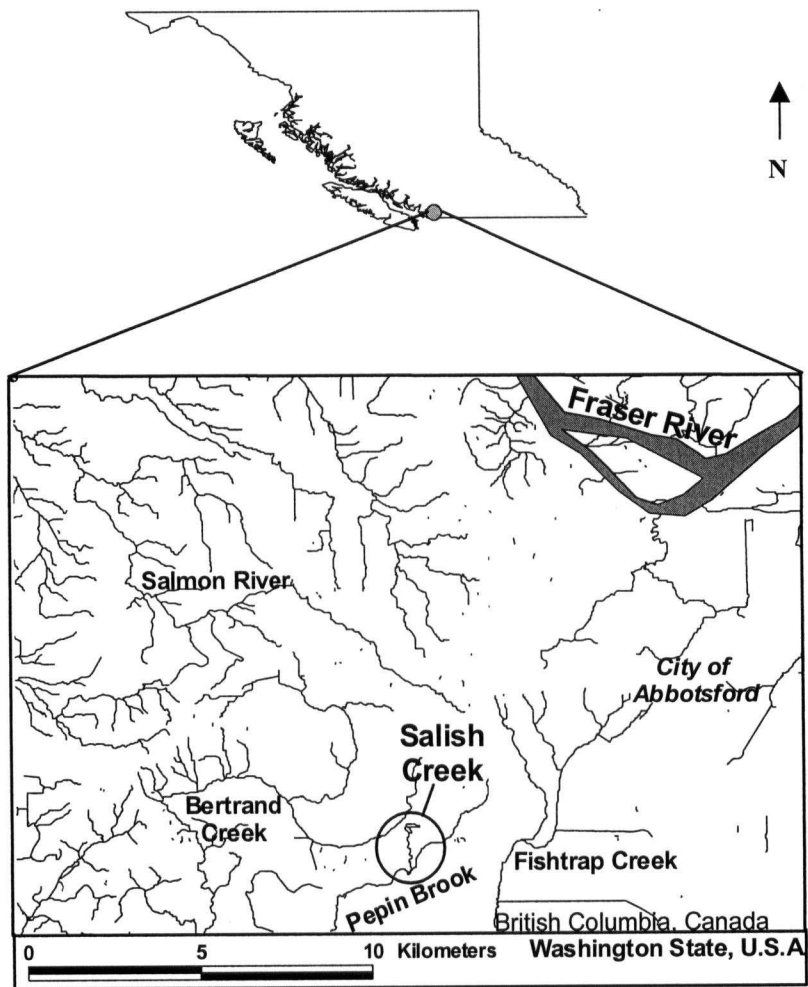 N
Fraser River
Salmon River
City of
Abbotsford
Salish
Creek
Bertrand
Creek
Fishtrap Creek
Pepin Brook
British Columbia, Canada
0 5 10 Kilometers Washington State, U.S.A